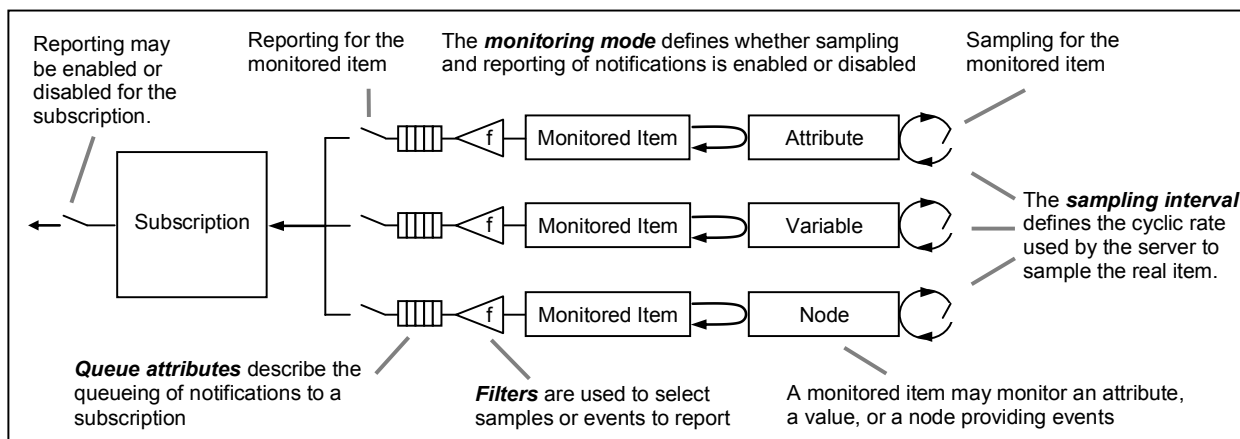 Reporting may
be enabled or
disabled for the
subscription.
Reporting for the
monitored item
The monitoring mode defines whether sampling
and reporting of notifications is enabled or disabled
Sampling for the
monitored item
f
Monitored Item
Attribute
Subscription
f
Monitored Item
Variable
The sampling interval
defines the cyclic rate
used by the server to
sample the real item.
f
Monitored Item
Node
Queue attributes describe the
queueing of notifications to a
subscription
Filters are used to select
samples or events to report
A monitored item may monitor an attribute,
a value, or a node providing events